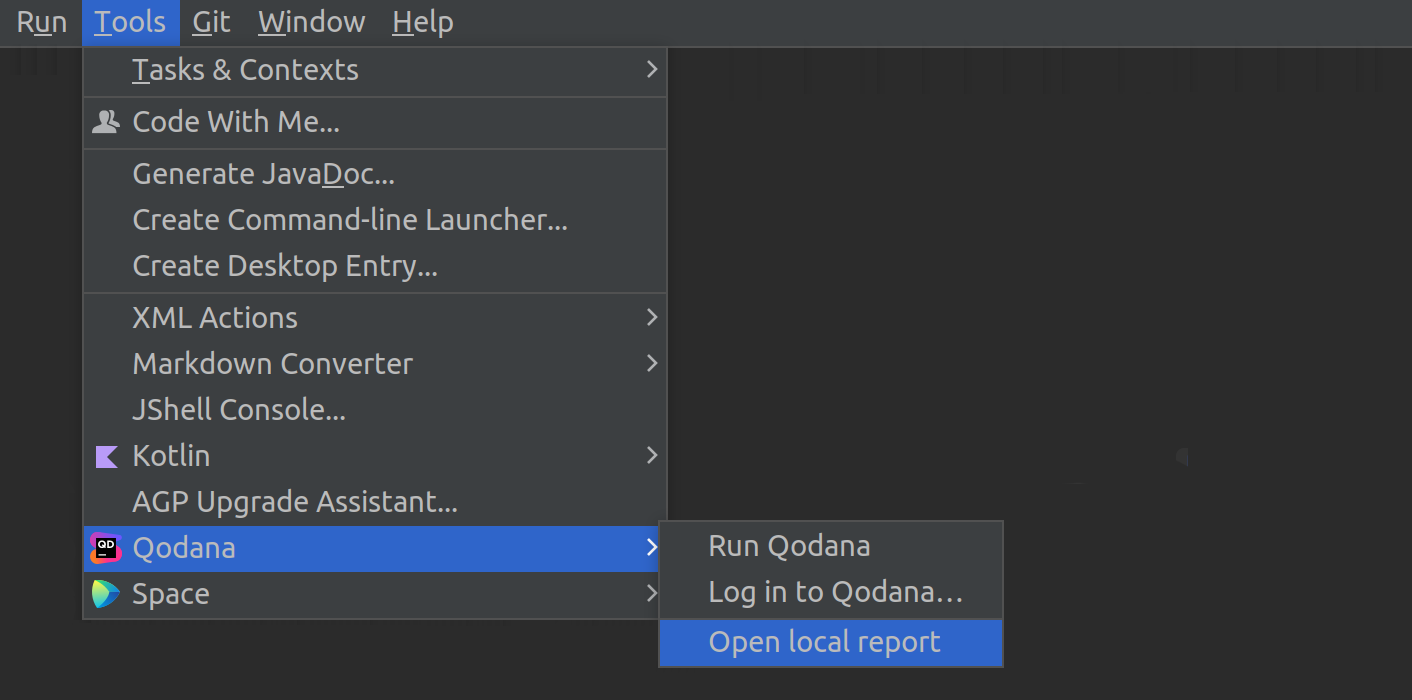 Run Tools Git Window Help
Tasks & Contexts
Code With Me...
Generate JavaDoc...
Create Command-line Launcher...
Create Desktop Entry...
XML Actions
Markdown Converter
JShell Console...
Kotlin
AGP Upgrade Assistant...
QD Qodana
Space
Run Qodana
Log in to Qodana...
Open local report